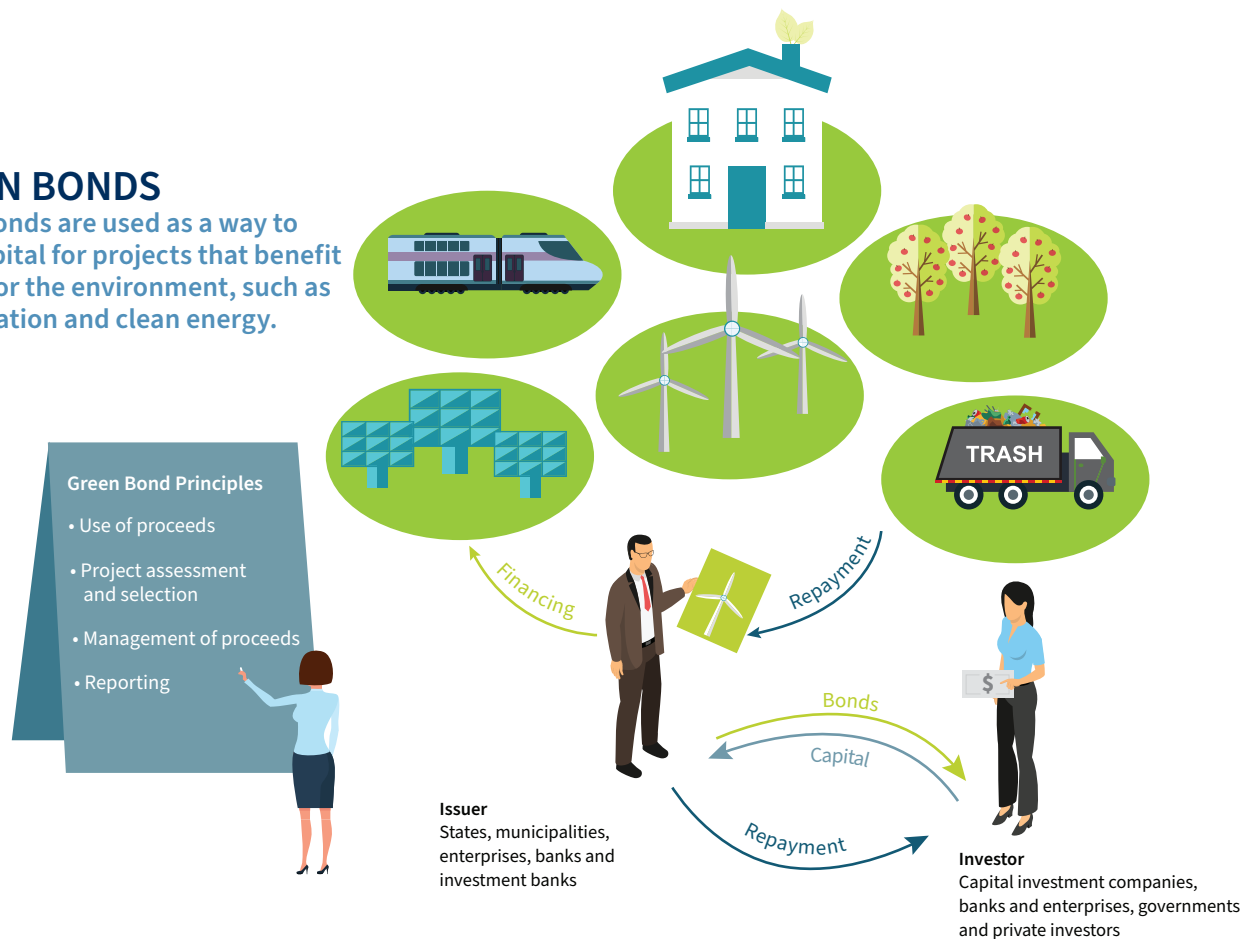 N BONDS
onds are used as a way to
pital for projects that benefit
or the environment, such as
ation and clean energy.
Green Bond Principles
• Use of proceeds
• Project assessment
and selection
• Management of proceeds
• Reporting
TRASH
Financing
Repayment
$
Bonds
Capital
Repayment
Issuer
States, municipalities,
enterprises, banks and
investment banks
Investor
Capital investment companies,
banks and enterprises, governments
and private investors